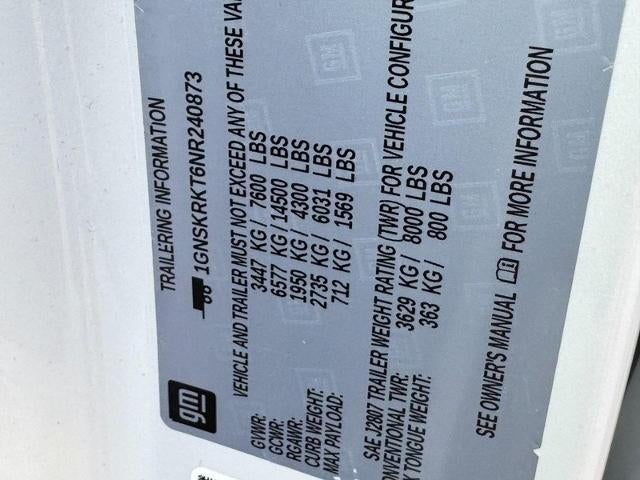 gm
TRAILERING INFORMATION
1GNSKRKT6NR240873
VEHICLE AND TRAILER MUST NOT EXCEED ANY OF THESE VA
GVWR: 3447 KG / 7600 LBS
GCWR: 6577 KG / 14500 LBS
RGAWR: 1950 KG / 4300 LBS
CURB WEIGHT: 2735 KG / 6031 LBS
MAX PAYLOAD: 712 KG / 1569 LBS
SAE J2807 TRAILER WEIGHT RATING (TWR) FOR VEHICLE CONFIGUR
ONVENTIONAL TWR: 3629 KG / 8000 LBS
X TONGUE WEIGHT: 363 KG / 800 LBS
SEE OWNER'S MANUAL FOR MORE INFORMATION